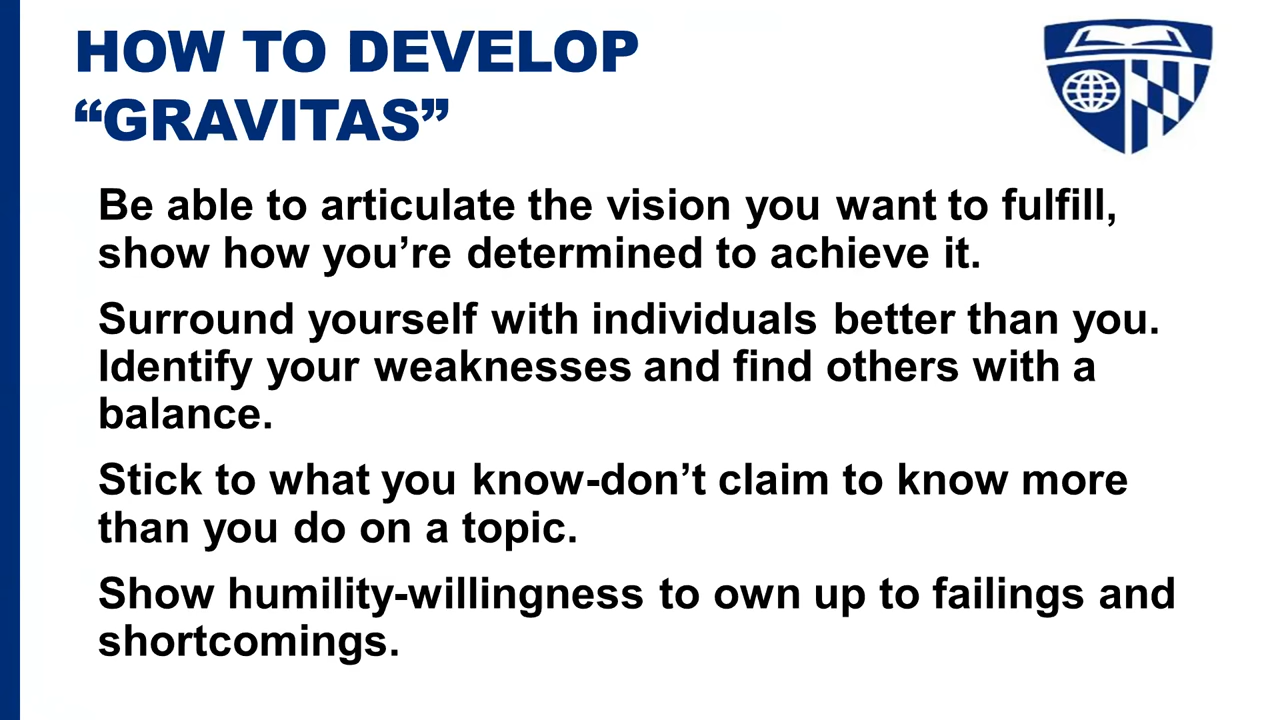 HOW TO DEVELOP
“GRAVITAS”
Be able to articulate the vision you want to fulfill,
show how you’re determined to achieve it.
Surround yourself with individuals better than you.
Identify your weaknesses and find others with a
balance.
Stick to what you know-don’t claim to know more
than you do on a topic.
Show humility-willingness to own up to failings and
shortcomings.